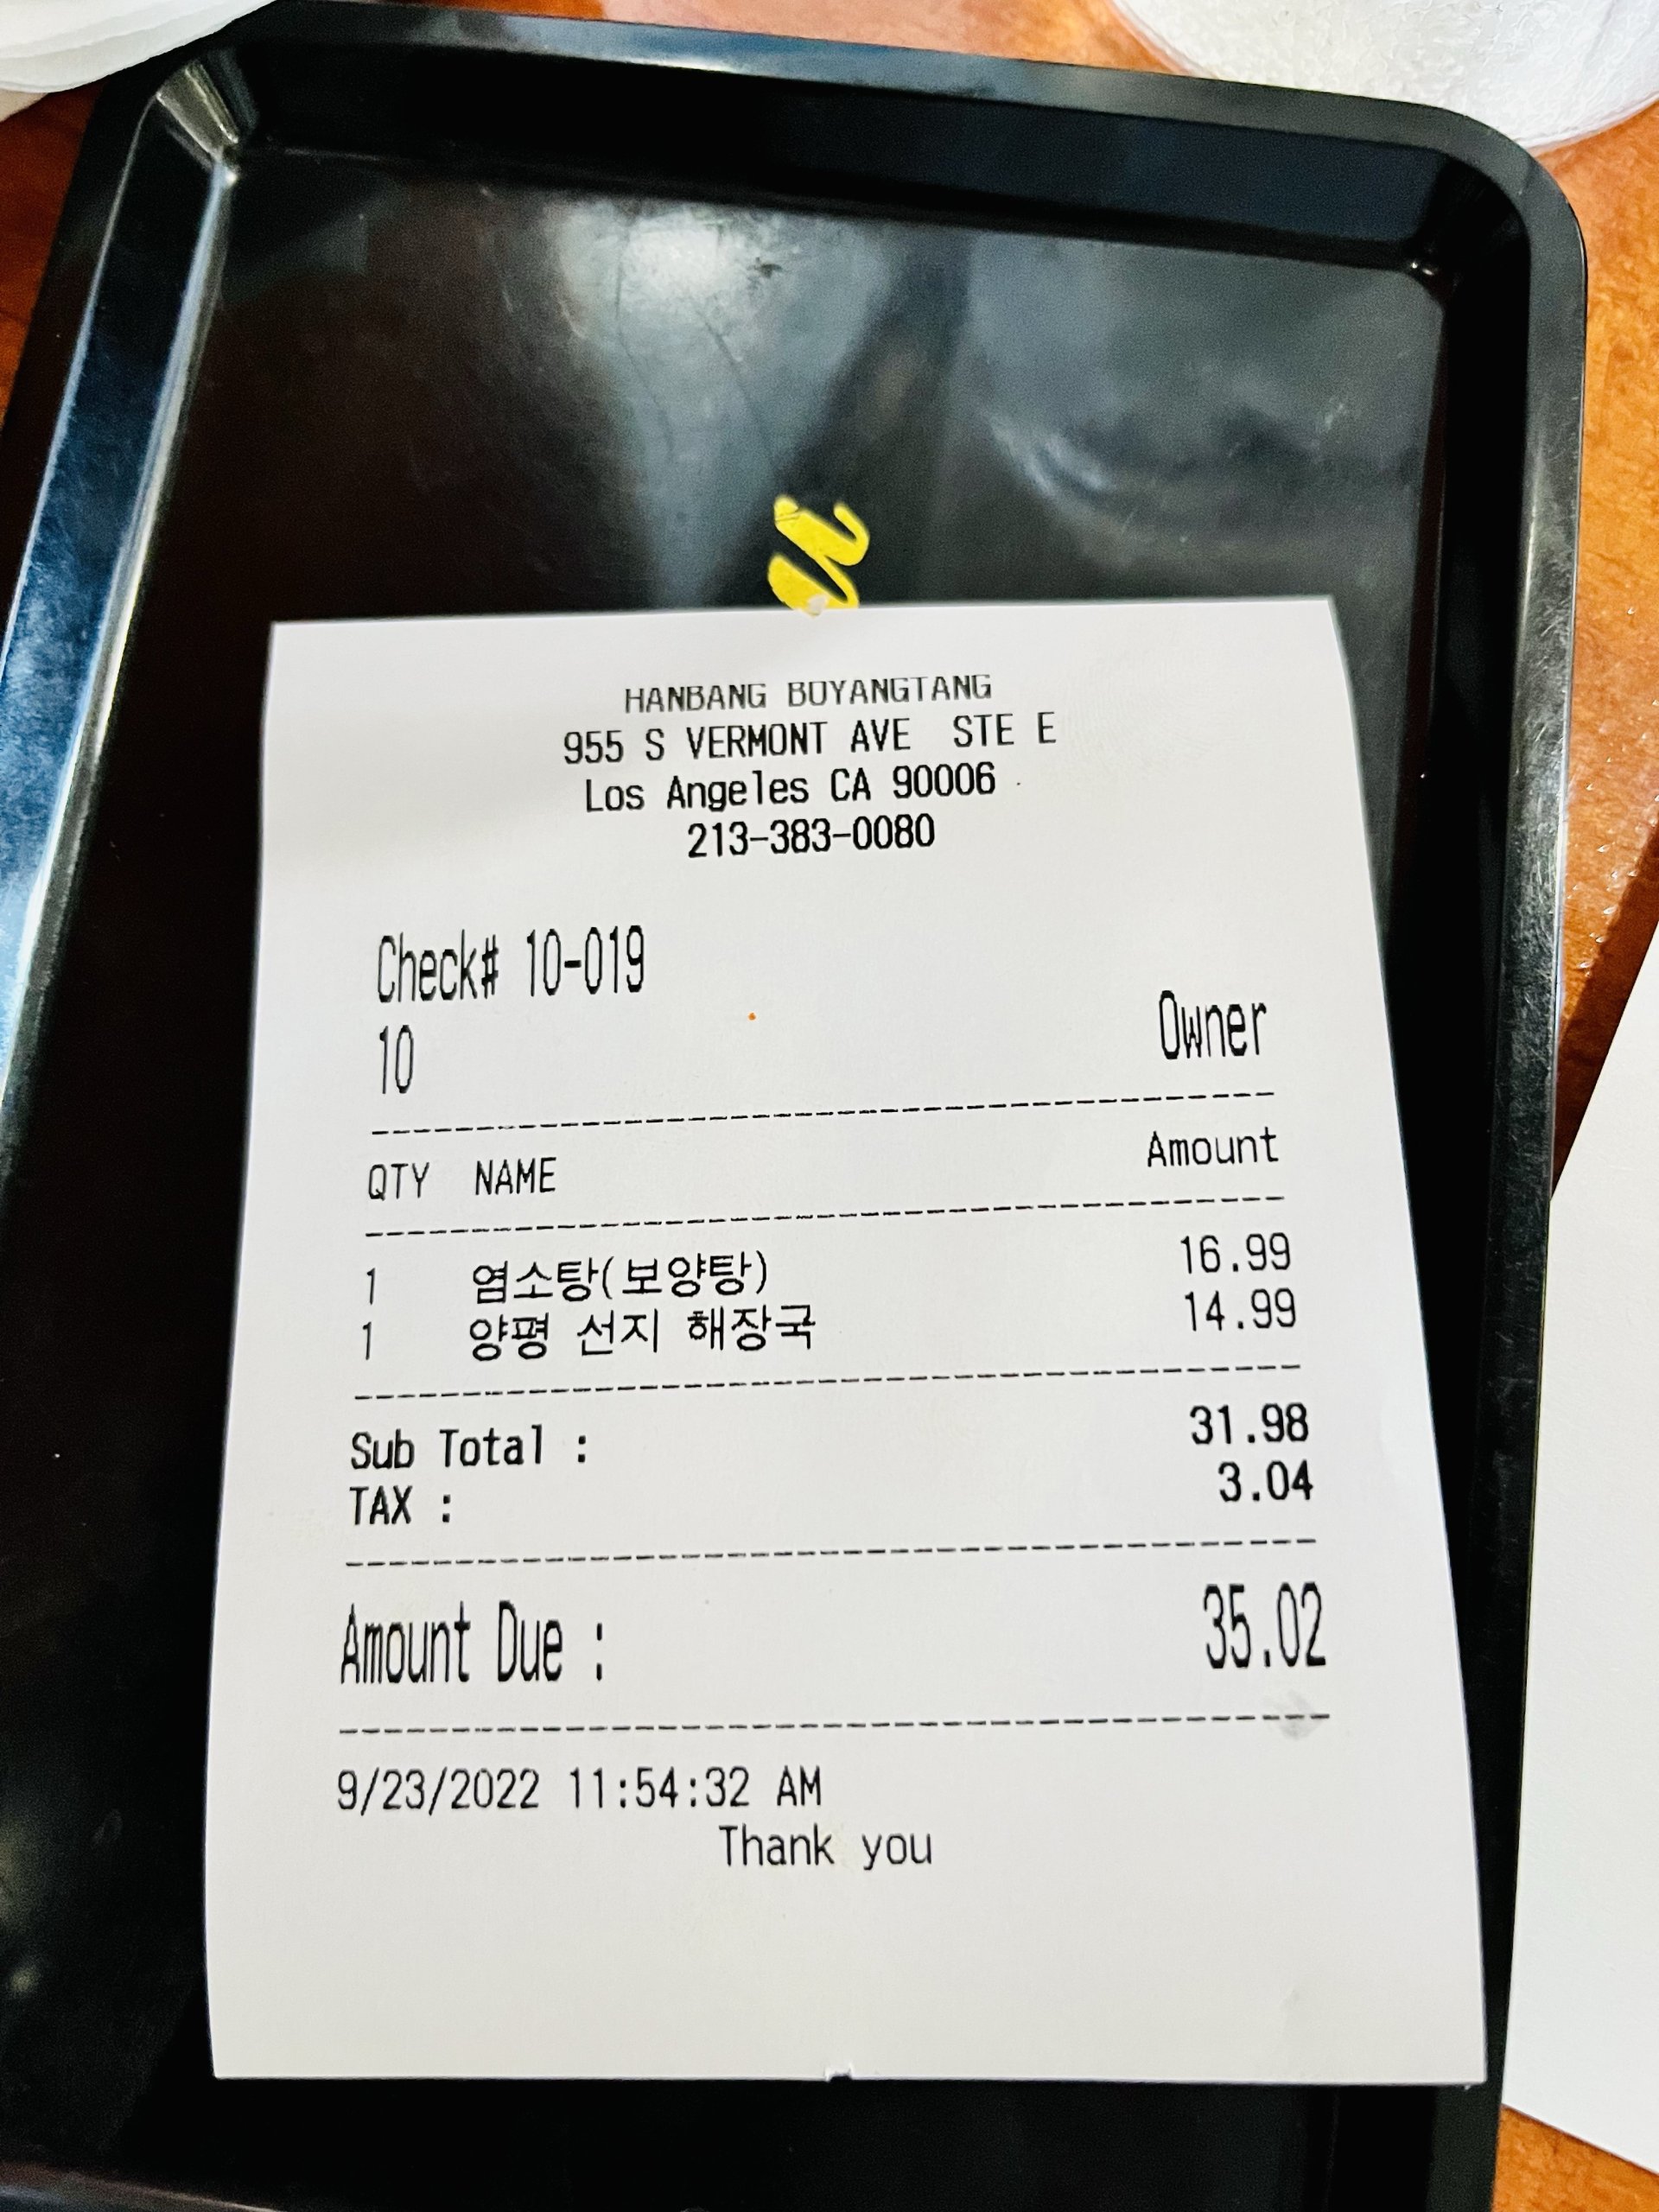 HANBANG BOYANGTANG
955 S VERMONT AVE STE E
Los Angeles CA 90006
213-383-0080
Check# 10-019
10 Owner
QTY NAME Amount
1 염소탕(보양탕) 16.99
1 양평 선지 해장국 14.99
Sub Total : 31.98
TAX : 3.04
Amount Due : 35.02
9/23/2022 11:54:32 AM
Thank you